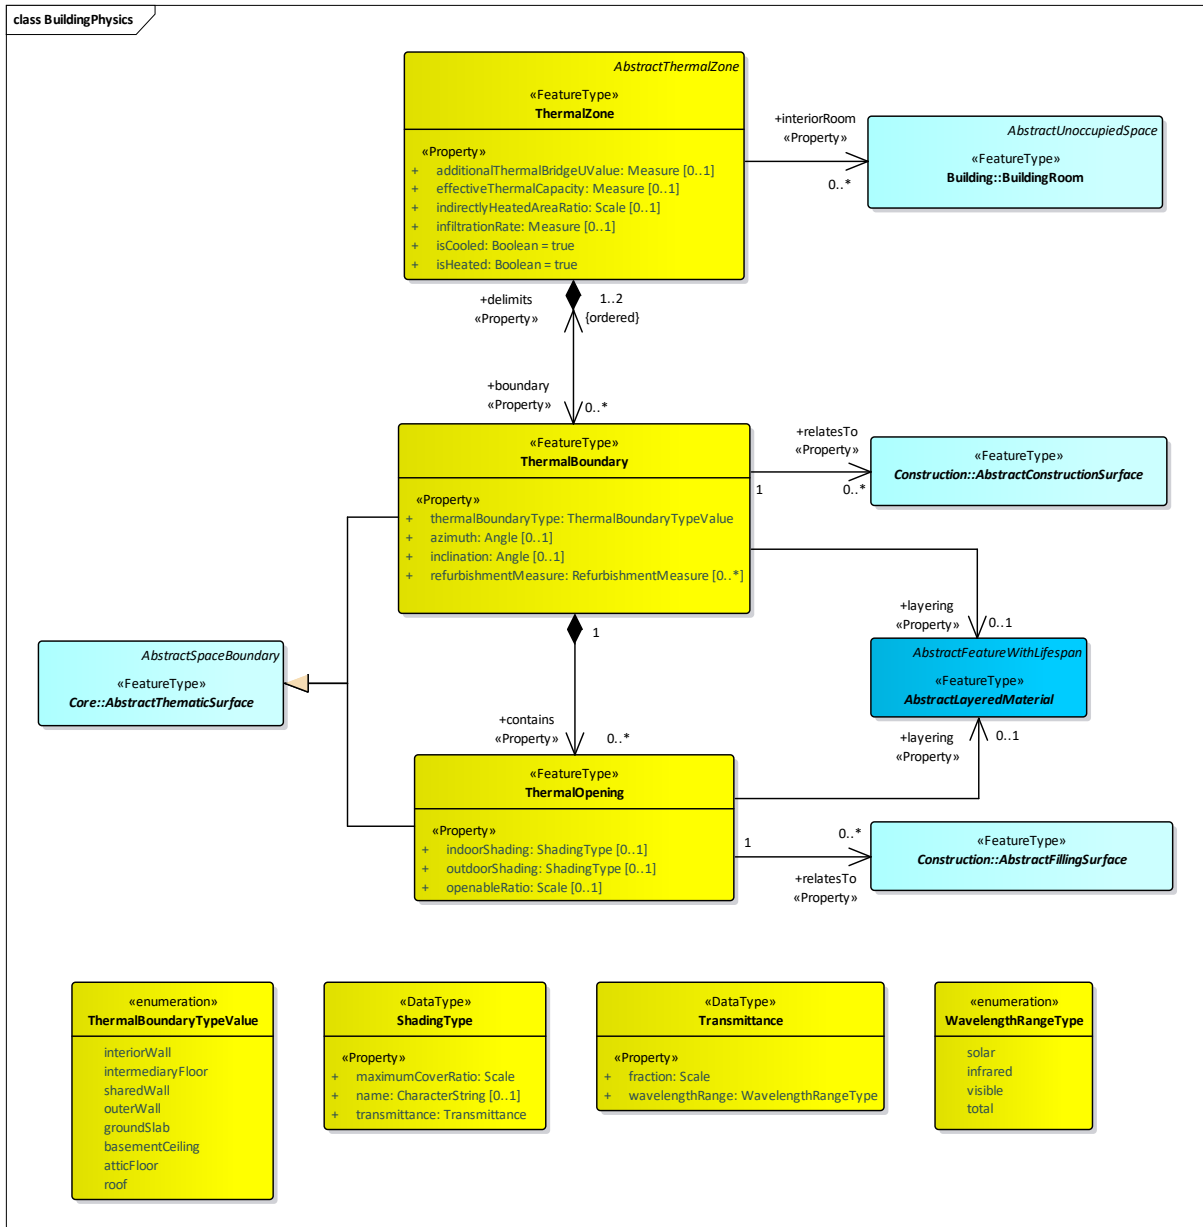 class BuildingPhysics
AbstractThermalZone
«FeatureType»
ThermalZone
«Property»
+ additionalThermalBridgeUValue: Measure [0..1]
+ effectiveThermalCapacity: Measure [0..1]
+ indirectlyHeatedAreaRatio: Scale [0..1]
+ infiltrationRate: Measure [0..1]
+ isCooled: Boolean = true
+ isHeated: Boolean = true
+interiorRoom
«Property»
0..*
AbstractUnoccupiedSpace
«FeatureType»
Building::BuildingRoom
+delimits
«Property»
1..2
{ordered}
+boundary
«Property»
0..*
«FeatureType»
ThermalBoundary
«Property»
+ thermalBoundaryType: ThermalBoundaryTypeValue
+ azimuth: Angle [0..1]
+ inclination: Angle [0..1]
+ refurbishmentMeasure: RefurbishmentMeasure [0..*]
+relatesTo
«Property»
1
0..*
«FeatureType»
Construction::AbstractConstructionSurface
+layering
«Property»
0..1
AbstractFeatureWithLifespan
«FeatureType»
AbstractLayeredMaterial
+layering
«Property»
0..1
AbstractSpaceBoundary
«FeatureType»
Core::AbstractThematicSurface
1
+contains
«Property»
0..*
«FeatureType»
ThermalOpening
«Property»
+ indoorShading: ShadingType [0..1]
+ outdoorShading: ShadingType [0..1]
+ openableRatio: Scale [0..1]
1
0..*
+relatesTo
«Property»
«FeatureType»
Construction::AbstractFillingSurface
«enumeration»
ThermalBoundaryTypeValue
interiorWall
intermediaryFloor
sharedWall
outerWall
groundSlab
basementCeiling
atticFloor
roof
«DataType»
ShadingType
«Property»
+ maximumCoverRatio: Scale
+ name: CharacterString [0..1]
+ transmittance: Transmittance
«DataType»
Transmittance
«Property»
+ fraction: Scale
+ wavelengthRange: WavelengthRangeType
«enumeration»
WavelengthRangeType
solar
infrared
visible
total